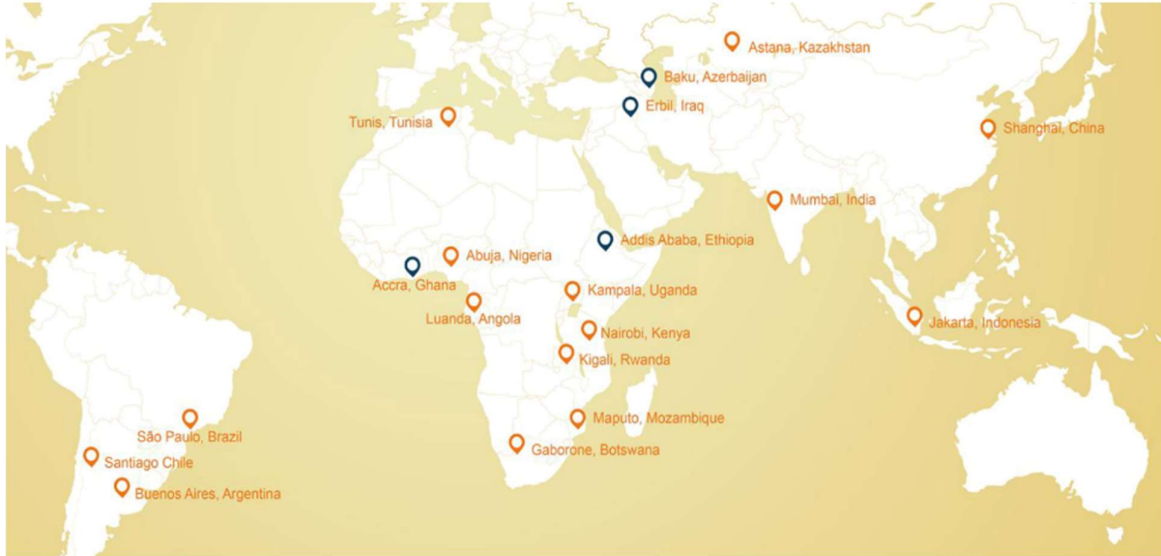 Astana, Kazakhstan
Baku, Azerbaijan
Erbil, Iraq
Tunis, Tunisia
Shanghai, China
Mumbai, India
Addis Ababa, Ethiopia
Abuja, Nigeria
Accra, Ghana
Kampala, Uganda
Luanda, Angola
Jakarta, Indonesia
Nairobi, Kenya
Kigali, Rwanda
Maputo, Mozambique
São Paulo, Brazil
Gaborone, Botswana
Santiago Chile
Buenos Aires, Argentina